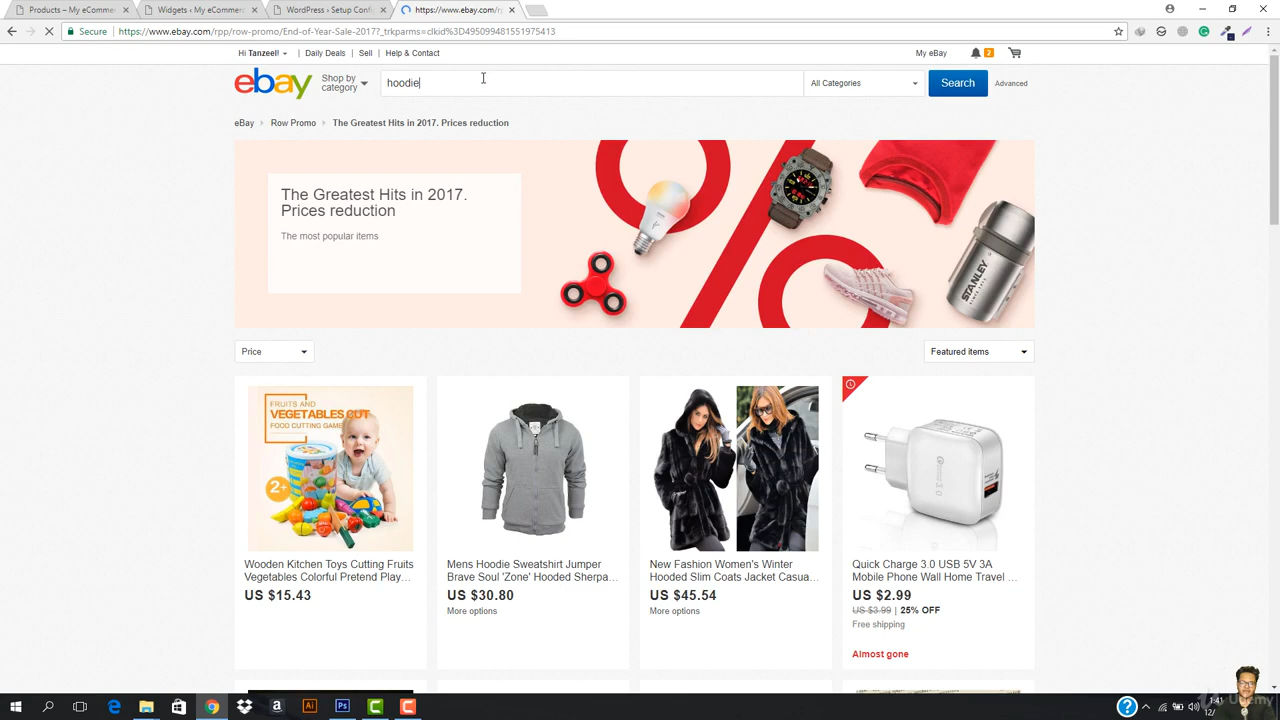 Products – My eComme
Widgets ‹ My eCommer
WordPress › Setup Confi
https://www.ebay.com/r
Secure
https://www.ebay.com/rpp/row-promo/End-of-Year-Sale-2017?_trkparms=clkid%3D495099481551975413
Hi Tanzeel!
Daily Deals
Sell
Help & Contact
My eBay
2
ebay
Shop by
category
hoodie
All Categories
Search
Advanced
eBay
Row Promo
The Greatest Hits in 2017. Prices reduction
The Greatest Hits in 2017.
Prices reduction
The most popular items
STANLEY
Price
Featured items
FRUITS AND
VEGETABLES CUT
FOOD CUTTING GAME
2+
Wooden Kitchen Toys Cutting Fruits
Vegetables Colorful Pretend Play…
US $15.43
Mens Hoodie Sweatshirt Jumper
Brave Soul 'Zone' Hooded Sherpa…
US $30.80
More options
New Fashion Women's Winter
Hooded Slim Coats Jacket Casua…
US $45.54
More options
Quick Charge 3.0 USB 5V 3A
Mobile Phone Wall Home Travel …
US $2.99
US $3.99 | 25% OFF
Free shipping
Almost gone
Udemy
12/